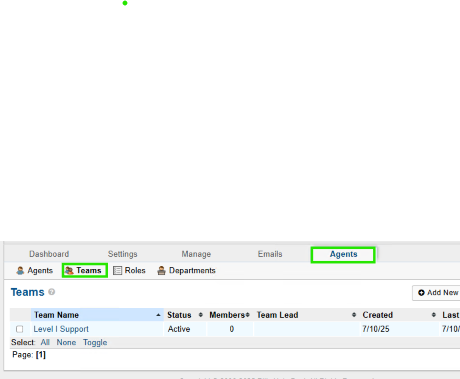 Dashboard Settings Manage Emails Agents
Agents Teams Roles Departments
Teams
Add New
Team Name Status Members Team Lead Created Last
Level I Support Active 0 7/10/25 7/10/
Select: All None Toggle
Page: [1]